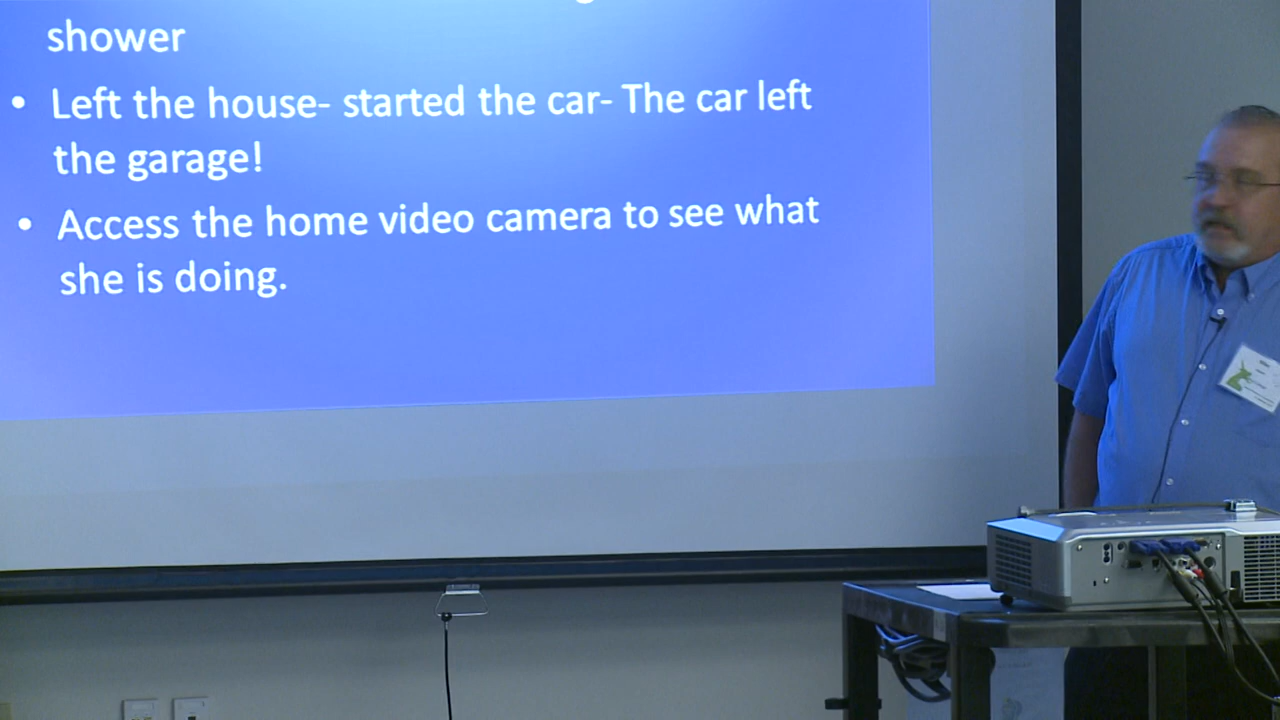 shower
• Left the house- started the car- The car left
the garage!
• Access the home video camera to see what
she is doing.